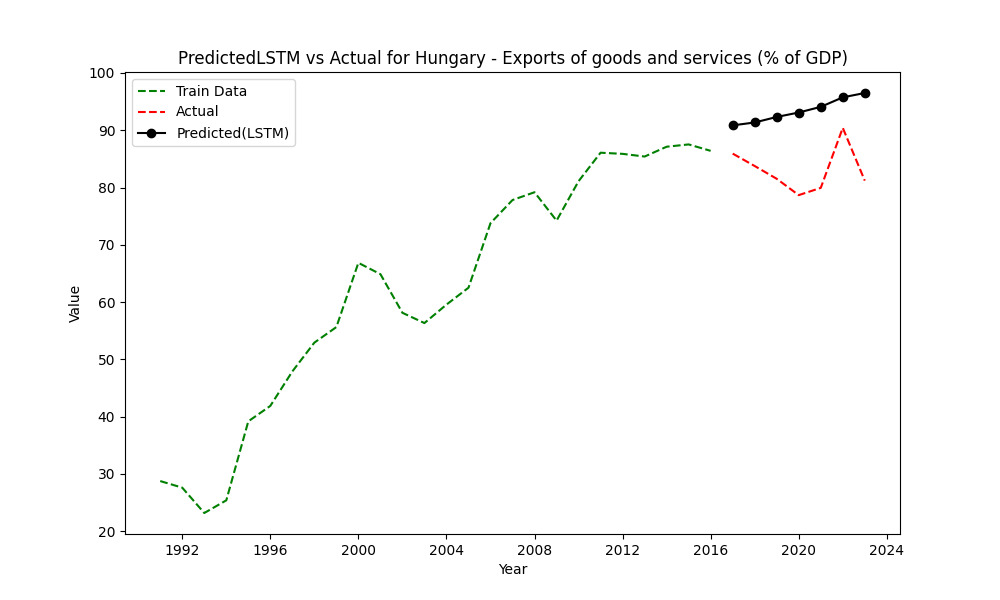 PredictedLSTM vs Actual for Hungary - Exports of goods and services (% of GDP)
Train Data
Actual
Predicted(LSTM)
Value
100
90
80
70
60
50
40
30
20
1992 1996 2000 2004 2008 2012 2016 2020 2024
Year